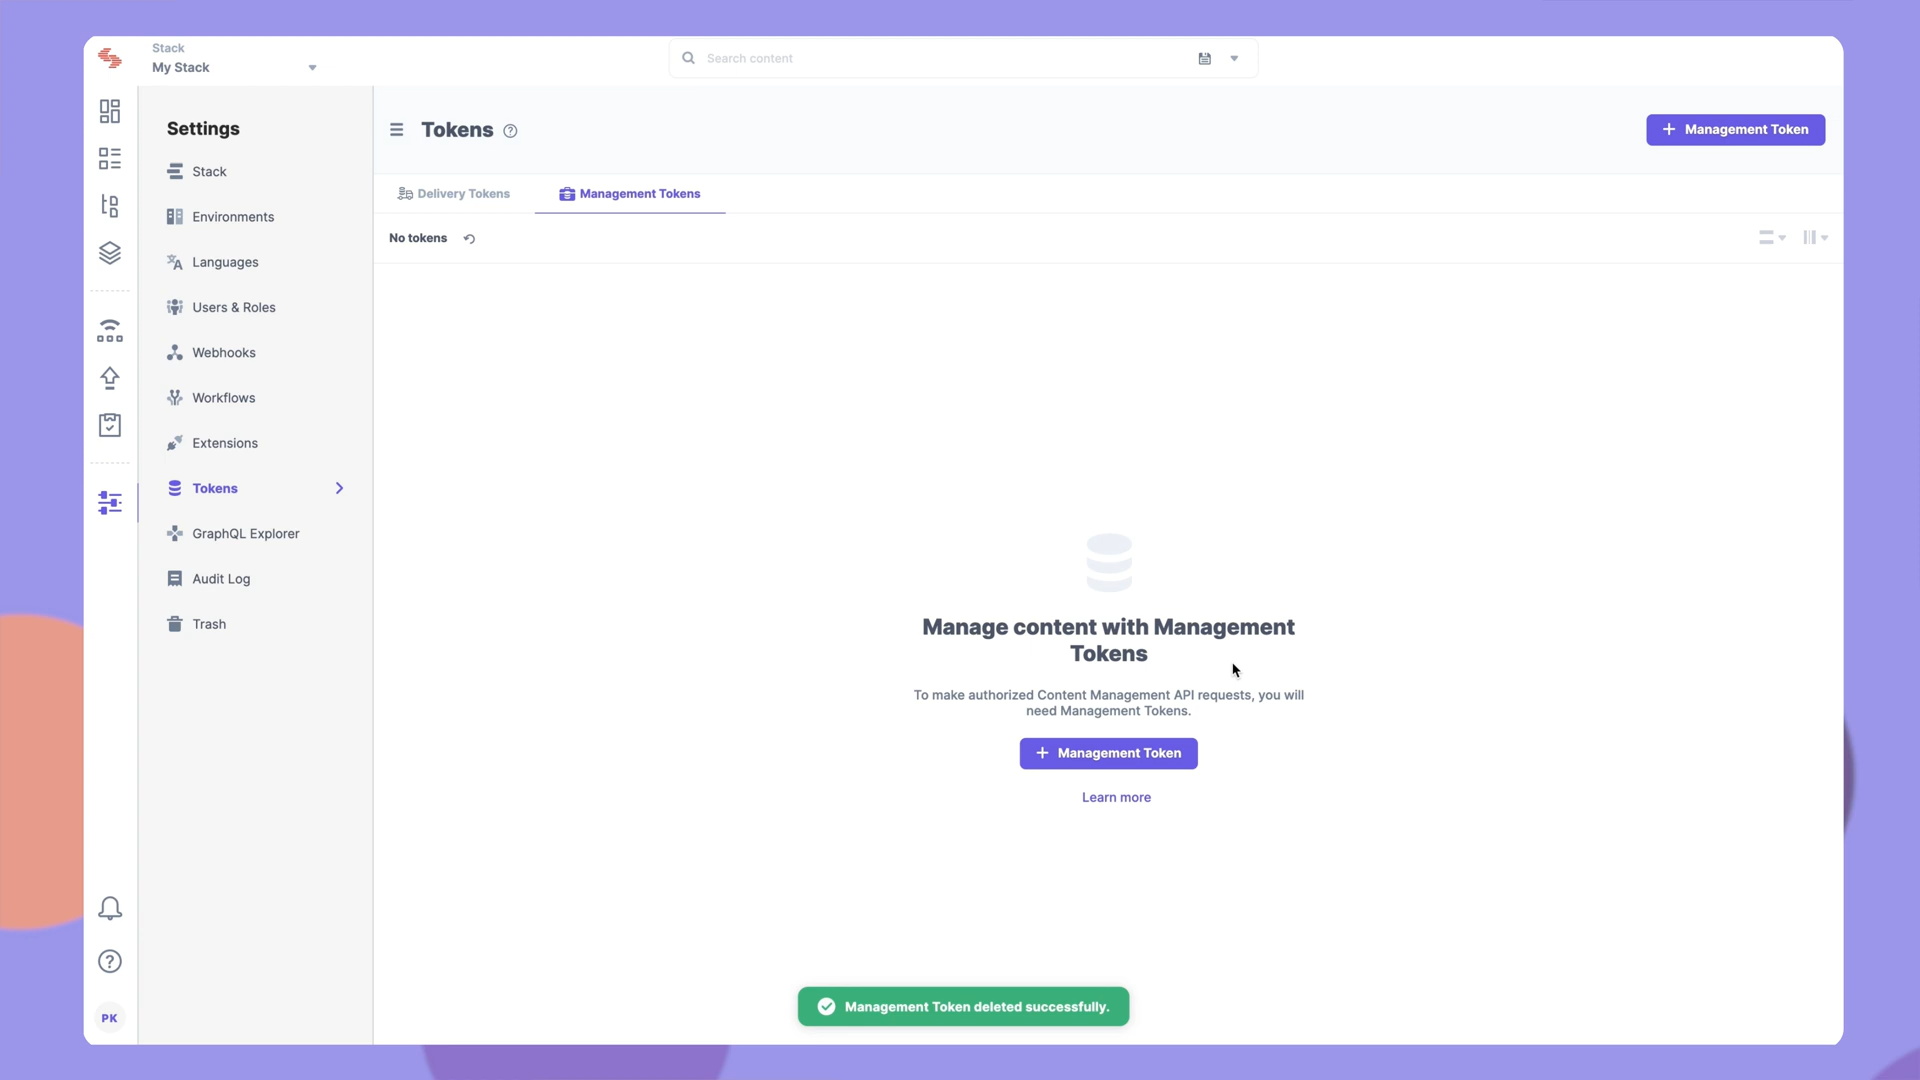 Stack
My Stack
Search content
Settings
Stack
Environments
Languages
Users & Roles
Webhooks
Workflows
Extensions
Tokens
GraphQL Explorer
Audit Log
Trash
PK
Tokens
+ Management Token
Delivery Tokens
Management Tokens
No tokens
Manage content with Management
Tokens
To make authorized Content Management API requests, you will
need Management Tokens.
+ Management Token
Learn more
Management Token deleted successfully.